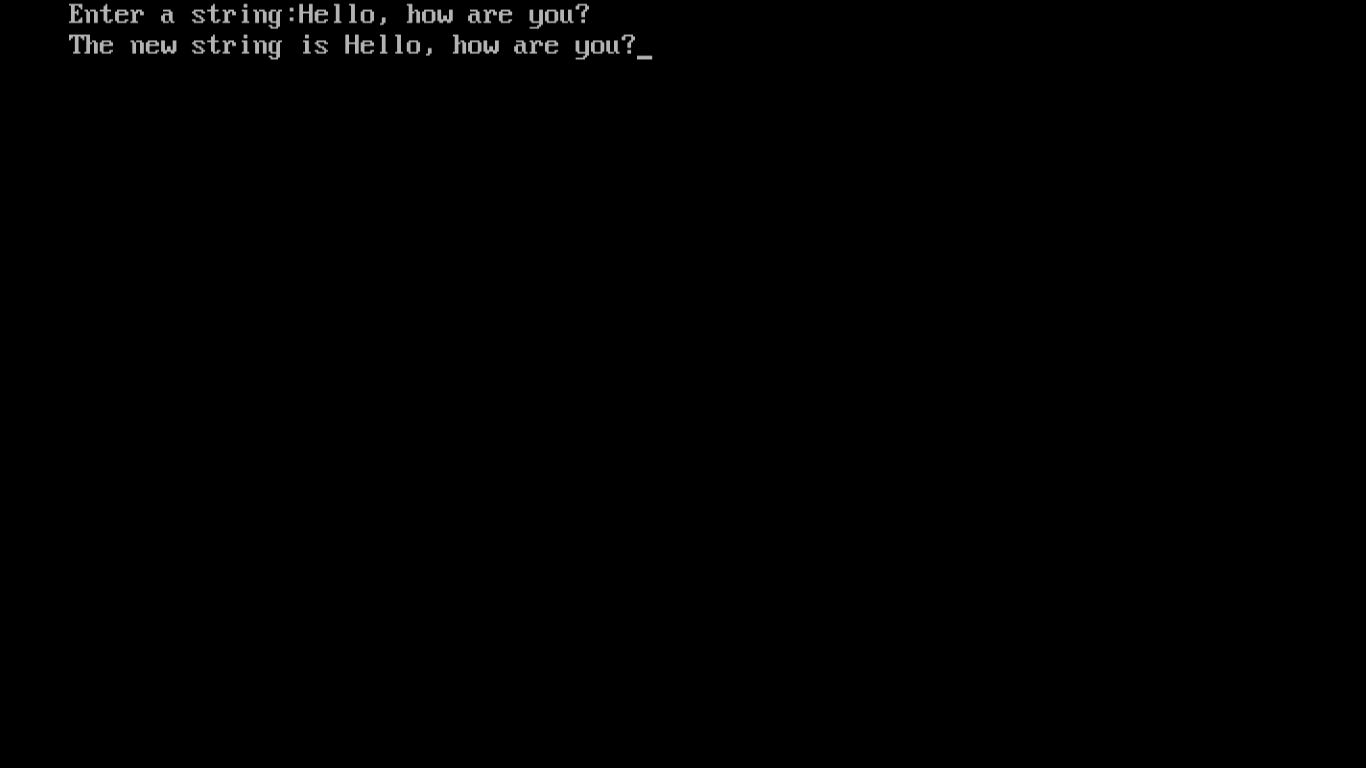 Enter a string:Hello, how are you?
The new string is Hello, how are you?_